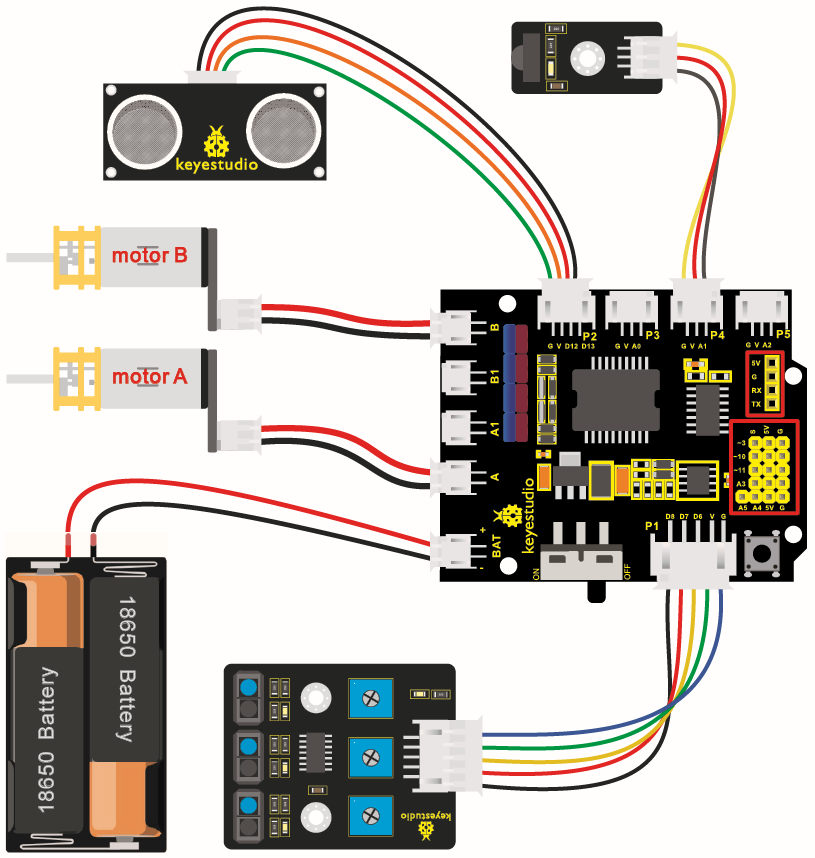 keyestudio
motor B
motor A
B
B1
A1
A
+
BAT
-
keyestudio
P2
P3
P4
P5
G V D12 D13
G V A0
G V A1
G V A2
5V
G
RX
TX
S 5V G
~3
~10
~11
A3
A5 A4 5V G
P1
D8 D7 D6 V G
ON
OFF
18650 Battery
18650 Battery
keyestudio